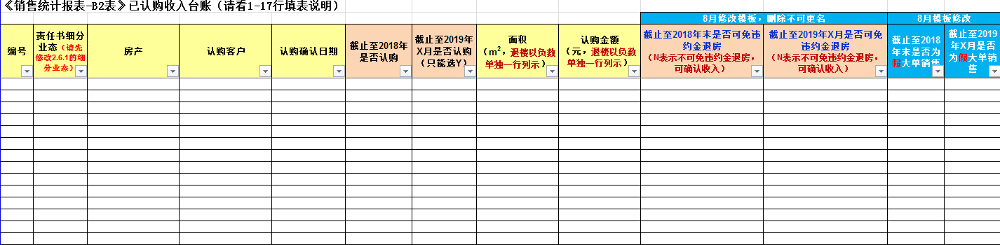 《销售统计报表-B2表》已认购收入台账（请看1-17行填表说明）
8月修改模板，删除不可更名
8月模板修改
编号
责任书细分
业态（请先
修改2.6.1的细
分业态）
房产
认购客户
认购确认日期
截止至2018年
是否认购
截止至2019年
X月是否认购
（只能选Y）
面积
（m²，退楼以负数
单独一行列示）
认购金额
（元，退楼以负数
单独一行列示）
截止至2018年末是否可免违
约金退房
（N表示不可免违约金退房，
可确认收入）
截止至2019年X月是否可免
违约金退房
（N表示不可免违约金退房，
可确认收入）
截止至2018
年末是否为
假大单销售
截止至2019
年X月是否
为假大单销
售